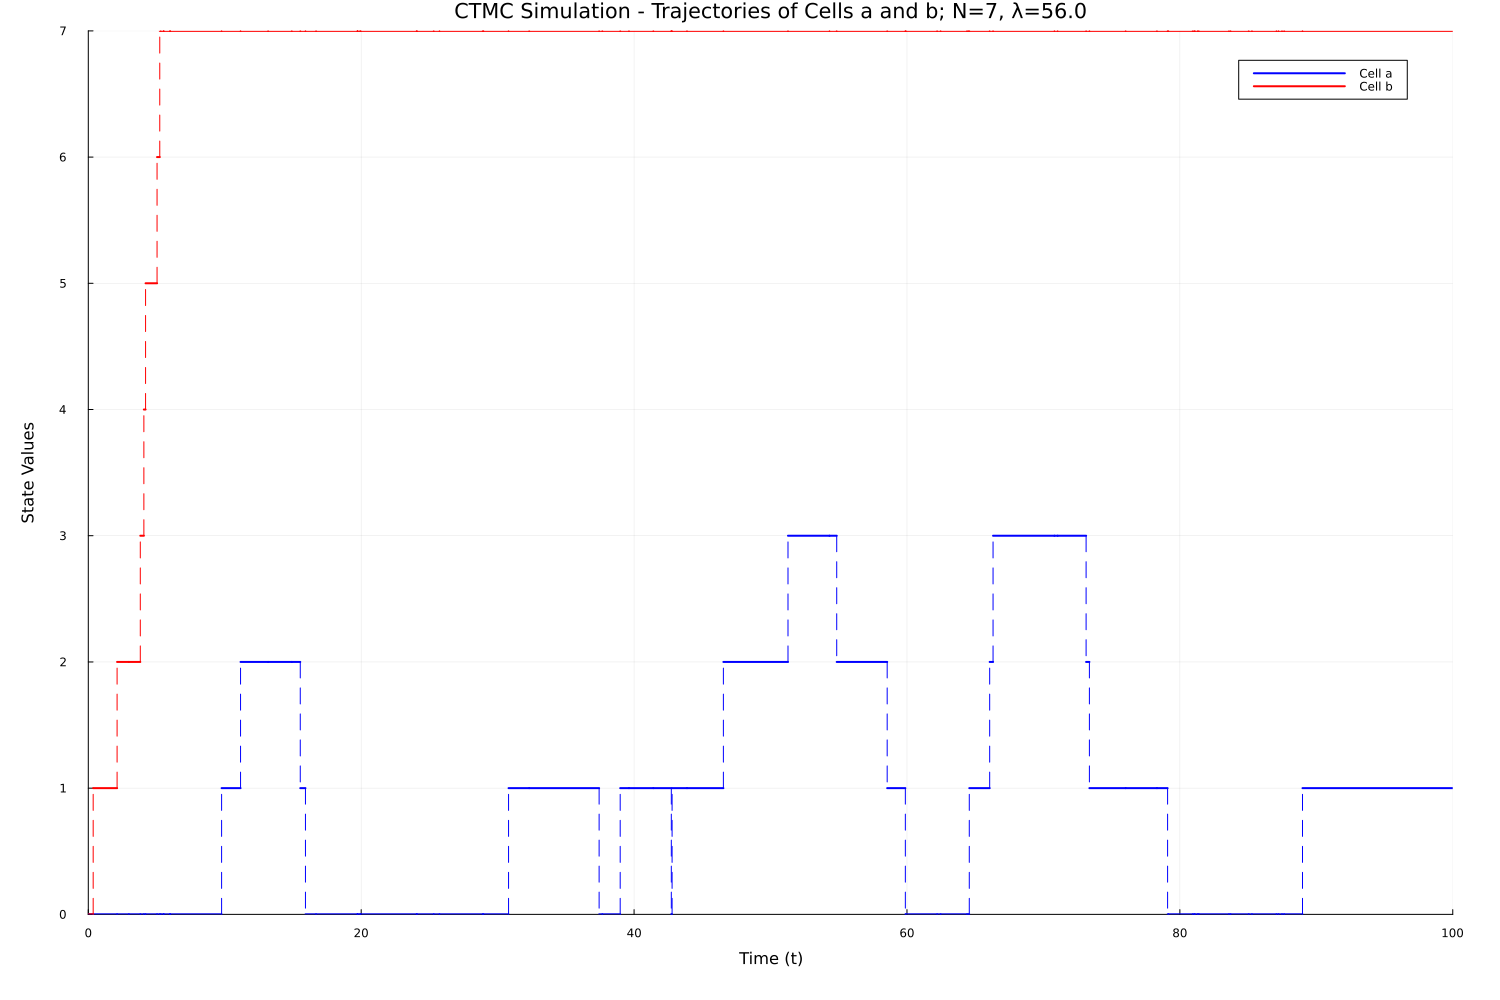 CTMC Simulation - Trajectories of Cells a and b; N=7, λ=56.0
7
Cell a
Cell b
6
5
4
State Values
3
2
1
0
0 20 40 60 80 100
Time (t)